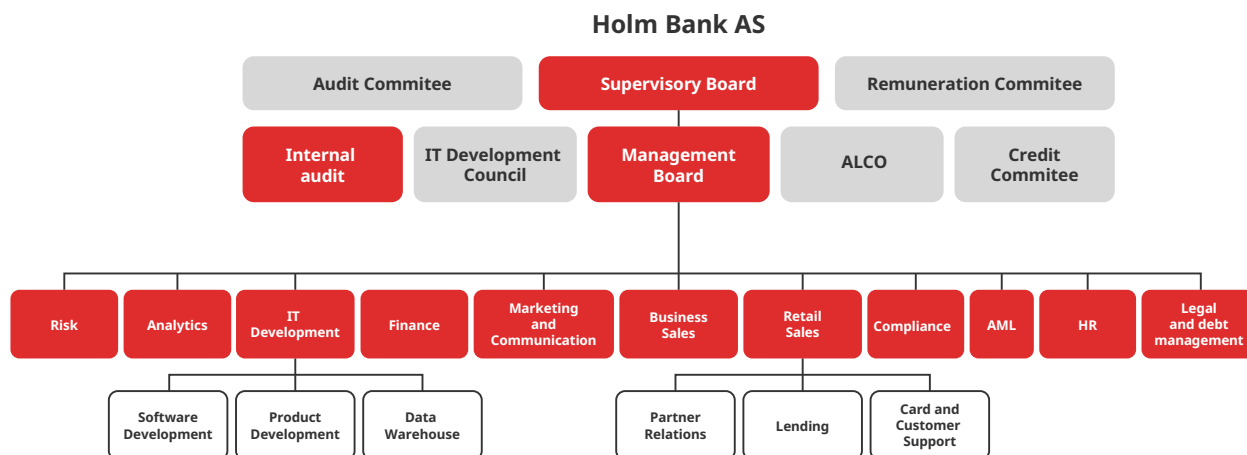 Holm Bank AS
Audit Commitee
Supervisory Board
Remuneration Commitee
Internal
audit
IT Development
Council
Management
Board
ALCO
Credit
Commitee
Risk
Analytics
IT
Development
Finance
Marketing
and
Communication
Business
Sales
Retail
Sales
Compliance
AML
HR
Legal
and debt
management
Software
Development
Product
Development
Data
Warehouse
Partner
Relations
Lending
Card and
Customer
Support